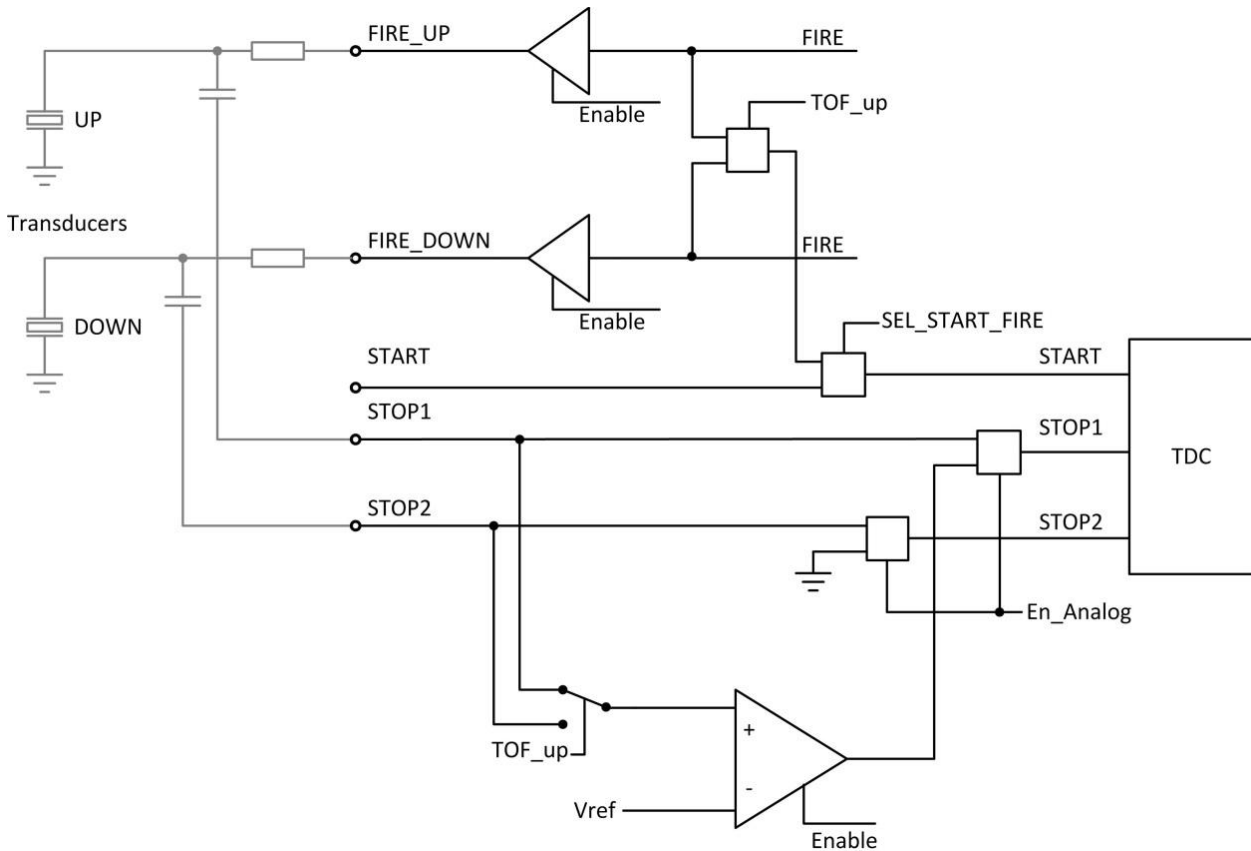 FIRE_UP
FIRE
Enable
TOF_up
UP
Transducers
FIRE_DOWN
FIRE
Enable
DOWN
SEL_START_FIRE
START
START
STOP1
STOP1
TDC
STOP2
STOP2
En_Analog
TOF_up
+
-
Vref
Enable